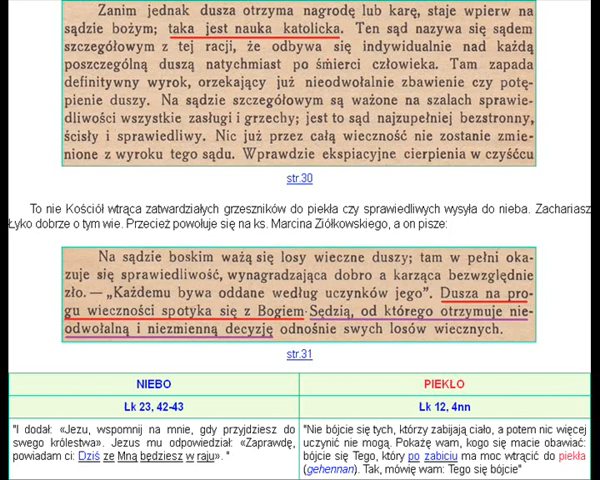 Zanim jednak dusza otrzyma nagrodę lub karę, staje wpierw na
sądzie bożym; taka jest nauka katolicka. Ten sąd nazywa się sądem
szczegółowym z tej racji, że odbywa się indywidualnie nad każdą
poszczególną duszą natychmiast po śmierci człowieka. Tam zapada
definitywny wyrok, orzekający już nieodwołalnie zbawienie czy potę-
pienie duszy. Na sądzie szczegółowym są ważone na szalach sprawie-
dliwości wszystkie zasługi i grzechy; jest to sąd najzupełniej bezstronny,
ścisły i sprawiedliwy. Nic już przez całą wieczność nie zostanie zmie-
nione z wyroku tego sądu. Wprawdzie ekspiacyjne cierpienia w czyśćcu
str.30
To nie Kościół wtrąca zatwardziałych grzeszników do piekła czy sprawiedliwych wysyła do nieba. Zachariasz
Łyko dobrze o tym wie. Przecież powołuje się na ks. Marcina Ziółkowskiego, a on pisze:
Na sądzie boskim ważą się losy wieczne duszy; tam w pełni oka-
zuje się sprawiedliwość, wynagradzająca dobro a karząca bezwzględnie
zło. — „Każdemu bywa oddane według uczynków jego”. Dusza na pro-
gu wieczności spotyka się z Bogiem-Sędzią, od którego otrzymuje nie-
odwołalną i niezmienną decyzję odnośnie swych losów wiecznych.
str.31
NIEBO
PIEKŁO
Lk 23, 42-43
Lk 12, 4nn
"I dodał: «Jezu, wspomnij na mnie, gdy przyjdziesz do
swego królestwa». Jezus mu odpowiedział: «Zaprawdę,
powiadam ci: Dziś ze Mną będziesz w raju». "
"Nie bójcie się tych, którzy zabijają ciało, a potem nic więcej
uczynić nie mogą. Pokażę wam, kogo się macie obawiać:
bójcie się Tego, który po zabiciu ma moc wtrącić do piekła
(gehennan). Tak, mówię wam: Tego się bójcie"